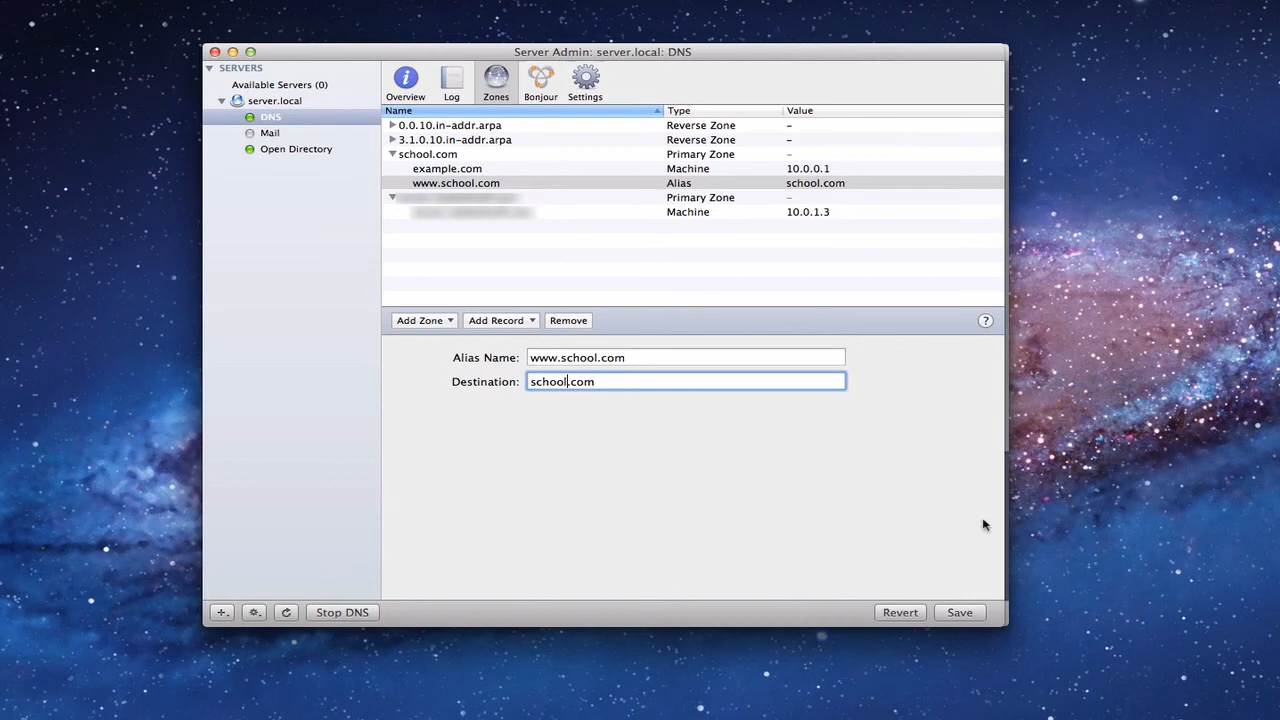 Server Admin: server.local: DNS
SERVERS
Available Servers (0)
server.local
DNS
Mail
Open Directory
Overview Log Zones Bonjour Settings
Name Type Value
0.0.10.in-addr.arpa Reverse Zone –
3.1.0.10.in-addr.arpa Reverse Zone –
school.com Primary Zone –
example.com Machine 10.0.0.1
www.school.com Alias school.com
Primary Zone –
Machine 10.0.1.3
Add Zone Add Record Remove ?
Alias Name: www.school.com
Destination: school.com
Stop DNS Revert Save